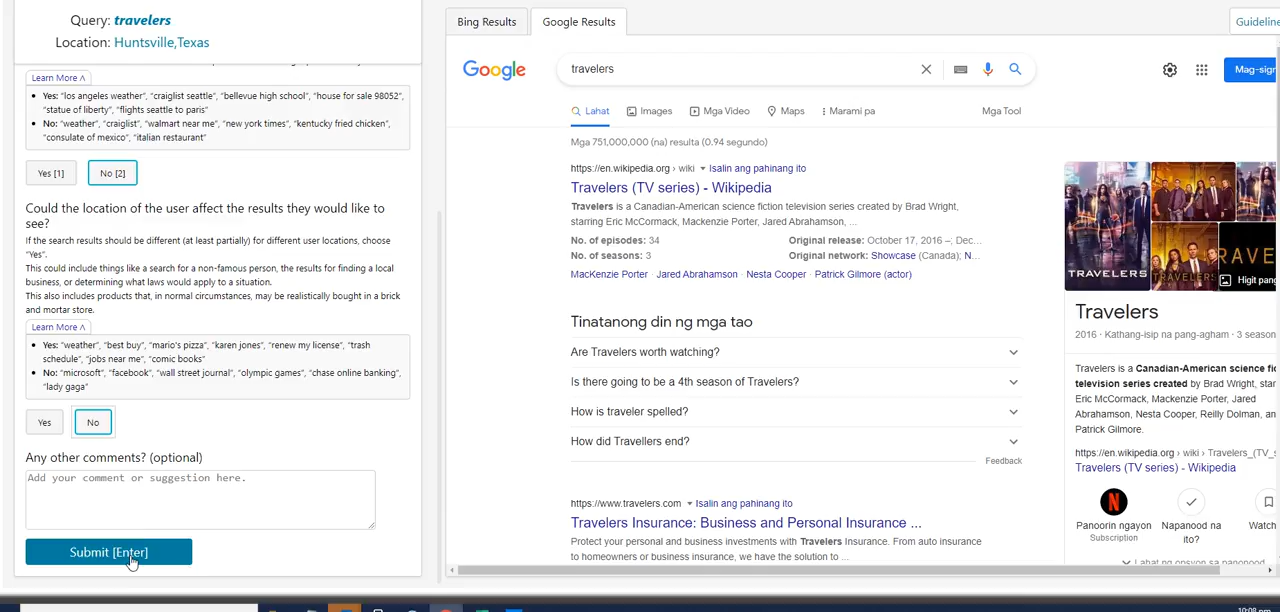 Query: travelers
Location: Huntsville,Texas
Learn More ᐱ
Yes: "los angeles weather", "craiglist seattle", "bellevue high school", "house for sale 98052",
"statue of liberty", "flights seattle to paris"
No: "weather", "craiglist", "walmart near me", "new york times", "kentucky fried chicken",
"consulate of mexico", "italian restaurant"
Yes [1] No [2]
Could the location of the user affect the results they would like to
see?
If the search results should be different (at least partially) for different user locations, choose
"Yes".
This could include things like a search for a non-famous person, the results for finding a local
business, or determining what laws would apply to a situation.
This also includes products that, in normal circumstances, may be realistically bought in a brick
and mortar store.
Learn More ᐱ
Yes: "weather", "best buy", "mario's pizza", "karen jones", "renew my license", "trash
schedule", "jobs near me", "comic books"
No: "microsoft", "facebook", "wall street journal", "olympic games", "chase online banking",
"lady gaga"
Yes No
Any other comments? (optional)
Add your comment or suggestion here.
Submit [Enter]
Bing Results Google Results Guideline
Google travelers Mag-sign
Lahat Images Mga Video Maps Marami pa Mga Tool
Mga 751,000,000 (na) resulta (0.94 segundo)
https://en.wikipedia.org › wiki Isalin ang pahinang ito
Travelers (TV series) - Wikipedia
Travelers is a Canadian-American science fiction television series created by Brad Wright,
starring Eric McCormack, Mackenzie Porter, Jared Abrahamson, ...
No. of episodes: 34 Original release: October 17, 2016 –; Dec...
No. of seasons: 3 Original network: Showcase (Canada); N...
MacKenzie Porter · Jared Abrahamson · Nesta Cooper · Patrick Gilmore (actor)
Tinatanong din ng mga tao
Are Travelers worth watching?
Is there going to be a 4th season of Travelers?
How is traveler spelled?
How did Travellers end?
Feedback
https://www.travelers.com Isalin ang pahinang ito
Travelers Insurance: Business and Personal Insurance ...
Protect your personal and business investments with Travelers Insurance. From auto insurance
to homeowners or business insurance, we have the solution to ...
TRAVELERS
TRAVELERS
RAVE
Higit pang
Travelers
2016 · Kathang-isip na pang-agham · 3 season
Travelers is a Canadian-American science fic
television series created by Brad Wright, star
Eric McCormack, Mackenzie Porter, Jared
Abrahamson, Nesta Cooper, Reilly Dolman, an
Patrick Gilmore.
https://en.wikipedia.org › wiki › Travelers_(TV_s
Travelers (TV series) - Wikipedia
Panoorin ngayon
Subscription
Napanood na
ito?
Watch
Lahat ng opsyon sa panonood
10:08 pm